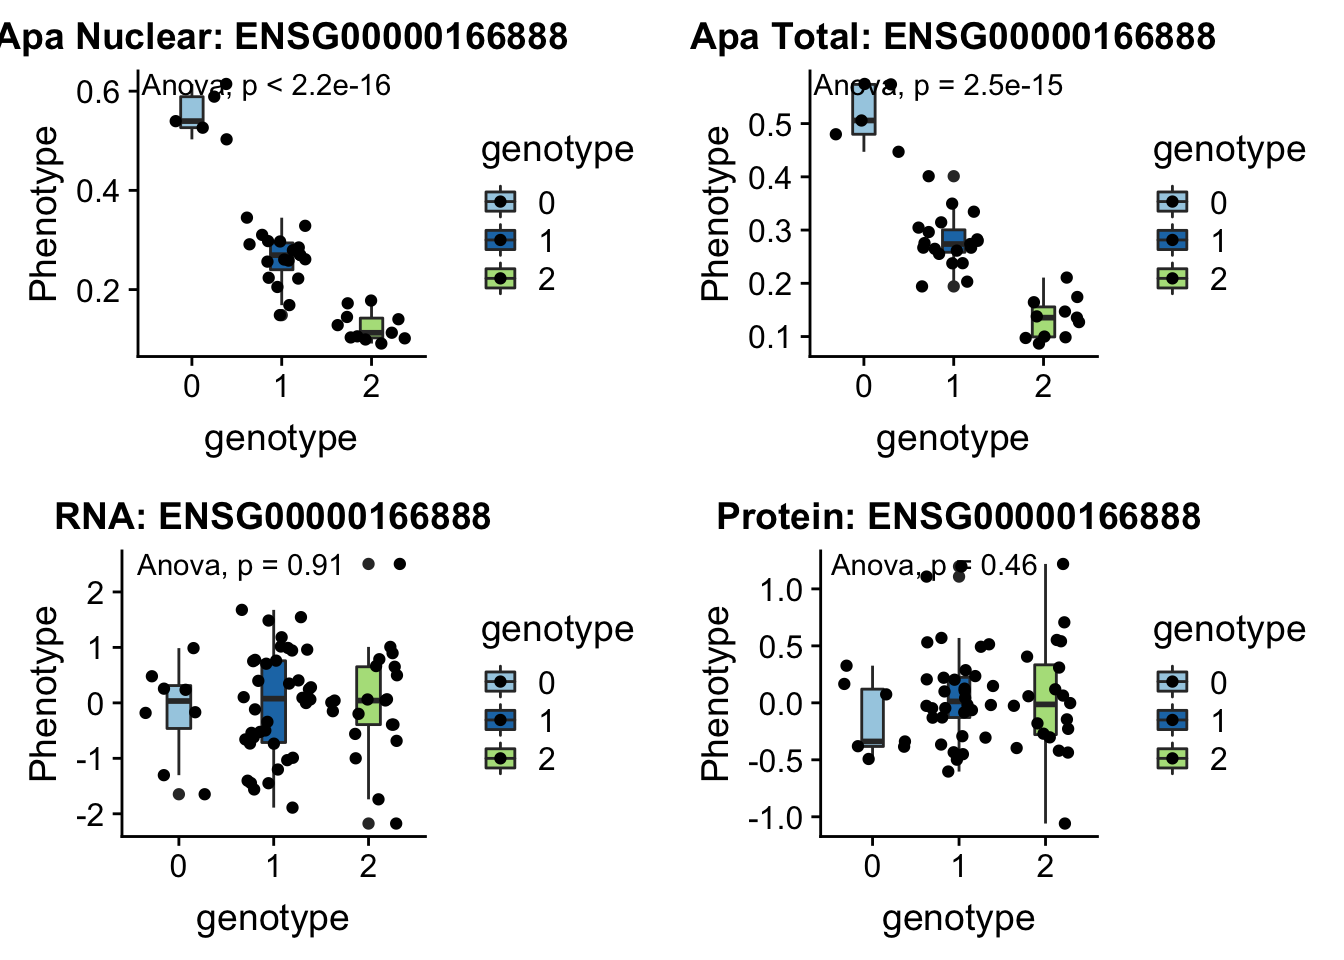 Apa Nuclear: ENSG00000166888
Anova, p < 2.2e-16
Phenotype
0.6
0.4
0.2
0
1
2
genotype
genotype
0
1
2
Apa Total: ENSG00000166888
Anova, p = 2.5e-15
Phenotype
0.5
0.4
0.3
0.2
0.1
0
1
2
genotype
genotype
0
1
2
RNA: ENSG00000166888
Anova, p = 0.91
Phenotype
2
1
0
-1
-2
0
1
2
genotype
genotype
0
1
2
Protein: ENSG00000166888
Anova, p = 0.46
Phenotype
1.0
0.5
0.0
-0.5
-1.0
0
1
2
genotype
genotype
0
1
2